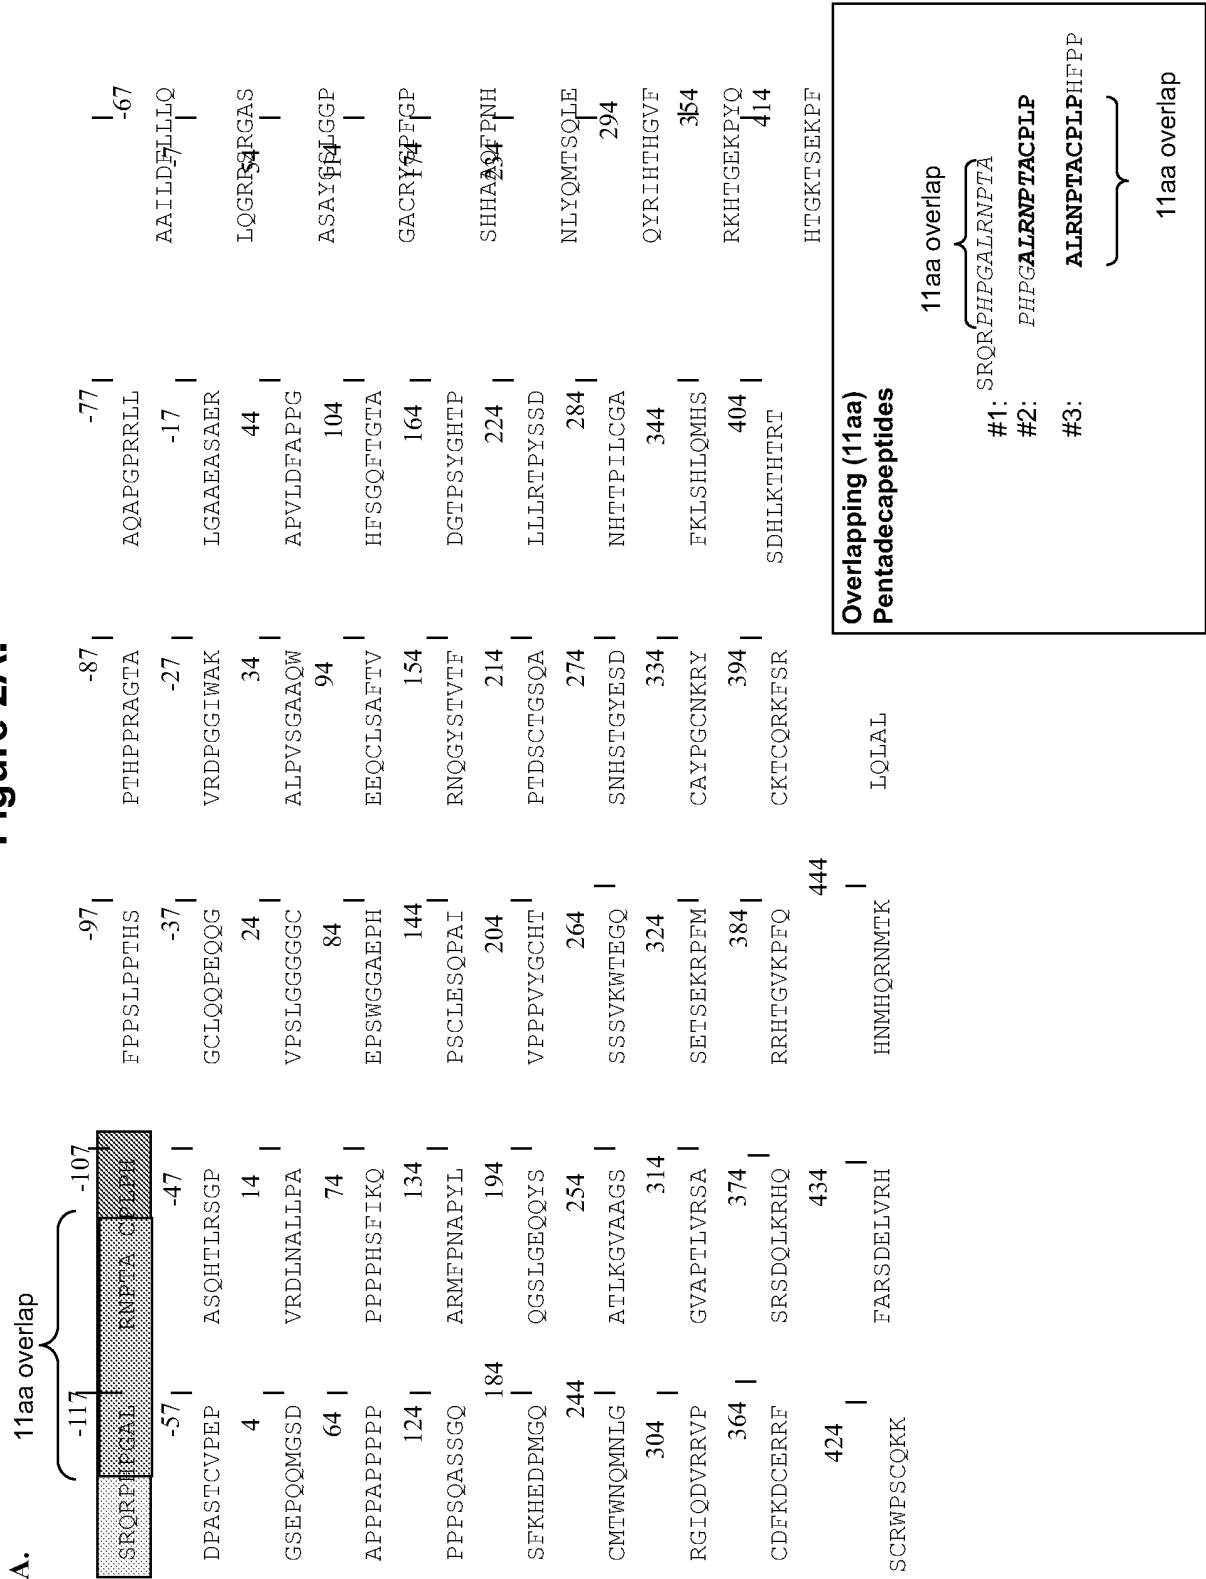 Figure 2A.
A.
11aa overlap
-117 -107 -97 -87 -77 -67
SRQRPHPGAL RNPTA CPLPH FPPSLPPTHS PTHPPRAGTA AQAPGPRRLL AAILDFLLLQ
-57 -47 -37 -27 -17 -7
DPASTCVPEP ASQHTLRSGP GCLQQPEQQG VRDPGGIWAK LGAAEASAER LQGRRSRGAS
4 14 24 34 44 54
GSEPQQMGSD VRDLNALLPA VPSLGGGGGC ALPVSGAAQW APVLDFAPPG ASAYGSLGGP
64 74 84 94 104 114
APPPAPPPPP PPPPHSFIKQ EPSWGGAEPH EEQCLSAFTV HFSGQFTGTA GACRYGPFGP
124 134 144 154 164 174
PPPSQASSGQ ARMFPNAPYL PSCLESQPAI RNQGYSTVTF DGTPSYGHTP SHHAAQFPNH
184 194 204 214 224 234
SFKHEDPMGQ QGSLGEQQYS VPPPVYGCHT PTDSCTGSQA LLLRTPYSSD NLYQMTSQLE
244 254 264 274 284 294
CMTWNQMNLG ATLKGVAAGS SSSVKWTEGQ SNHSTGYESD NHTTPILCGA QYRIHTHGVF
304 314 324 334 344 354
RGIQDVRRVP GVAPTLVRSA SETSEKRPFM CAYPGCNKRY FKLSHLQMHS RKHTGEKPYQ
364 374 384 394 404 414
CDFKDCERRF SRSDQLKRHQ RRHTGVKPFQ CKTCQRKFSR SDHLKTHTRT HTGKTSEKPF
424 434 444
SCRWPSCQKK FARSDELVRH HNMHQRNMTK LQLAL
Overlapping (11aa)
Pentadecapeptides
11aa overlap
#1: SRQRPHPGALRNPTA
#2: PHPGALRNPTACPLP
#3: ALRNPTACPLPHFPP
11aa overlap